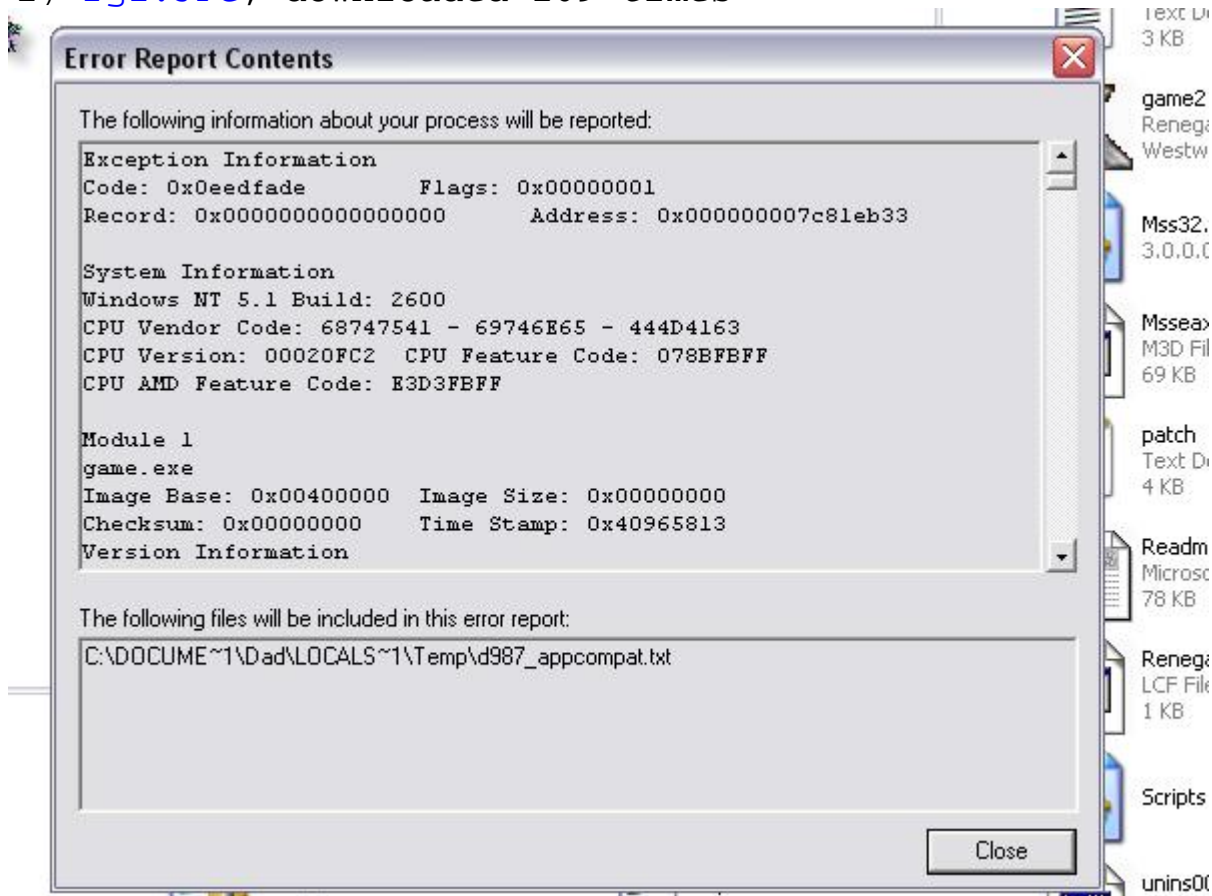 Error Report Contents
The following information about your process will be reported:
Exception Information
Code: 0x0eedfade Flags: 0x00000001
Record: 0x0000000000000000 Address: 0x000000007c81eb33
System Information
Windows NT 5.1 Build: 2600
CPU Vendor Code: 68747541 - 69746E65 - 444D4163
CPU Version: 00020FC2 CPU Feature Code: 078BFBFF
CPU AMD Feature Code: E3D3FBFF
Module 1
game.exe
Image Base: 0x00400000 Image Size: 0x00000000
Checksum: 0x00000000 Time Stamp: 0x40965813
Version Information
The following files will be included in this error report:
C:\DOCUME~1\Dad\LOCALS~1\Temp\d987_appcompat.txt
Close
Text D
3 KB
game2
Renega
Westw
Mss32.
3.0.0.0
Msseax
M3D Fil
69 KB
patch
Text D
4 KB
Readm
Microso
78 KB
Renega
LCF File
1 KB
Scripts
unins00